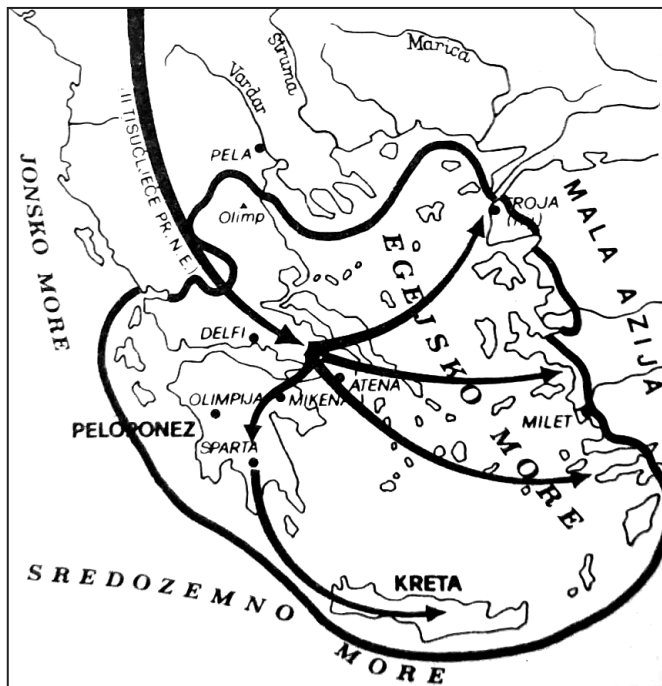 Marica
Struma
Vardar
II TISUĆLJEĆE PR. N. E.)
PELA
Olimp
JONSKO MORE
TROJA
MALA AZIJA
EGEJSKO MORE
DELFI
ATENA
OLIMPIJA
MIKENA
PELOPONEZ
MILET
SPARTA
KRETA
SREDOZEMNO MORE